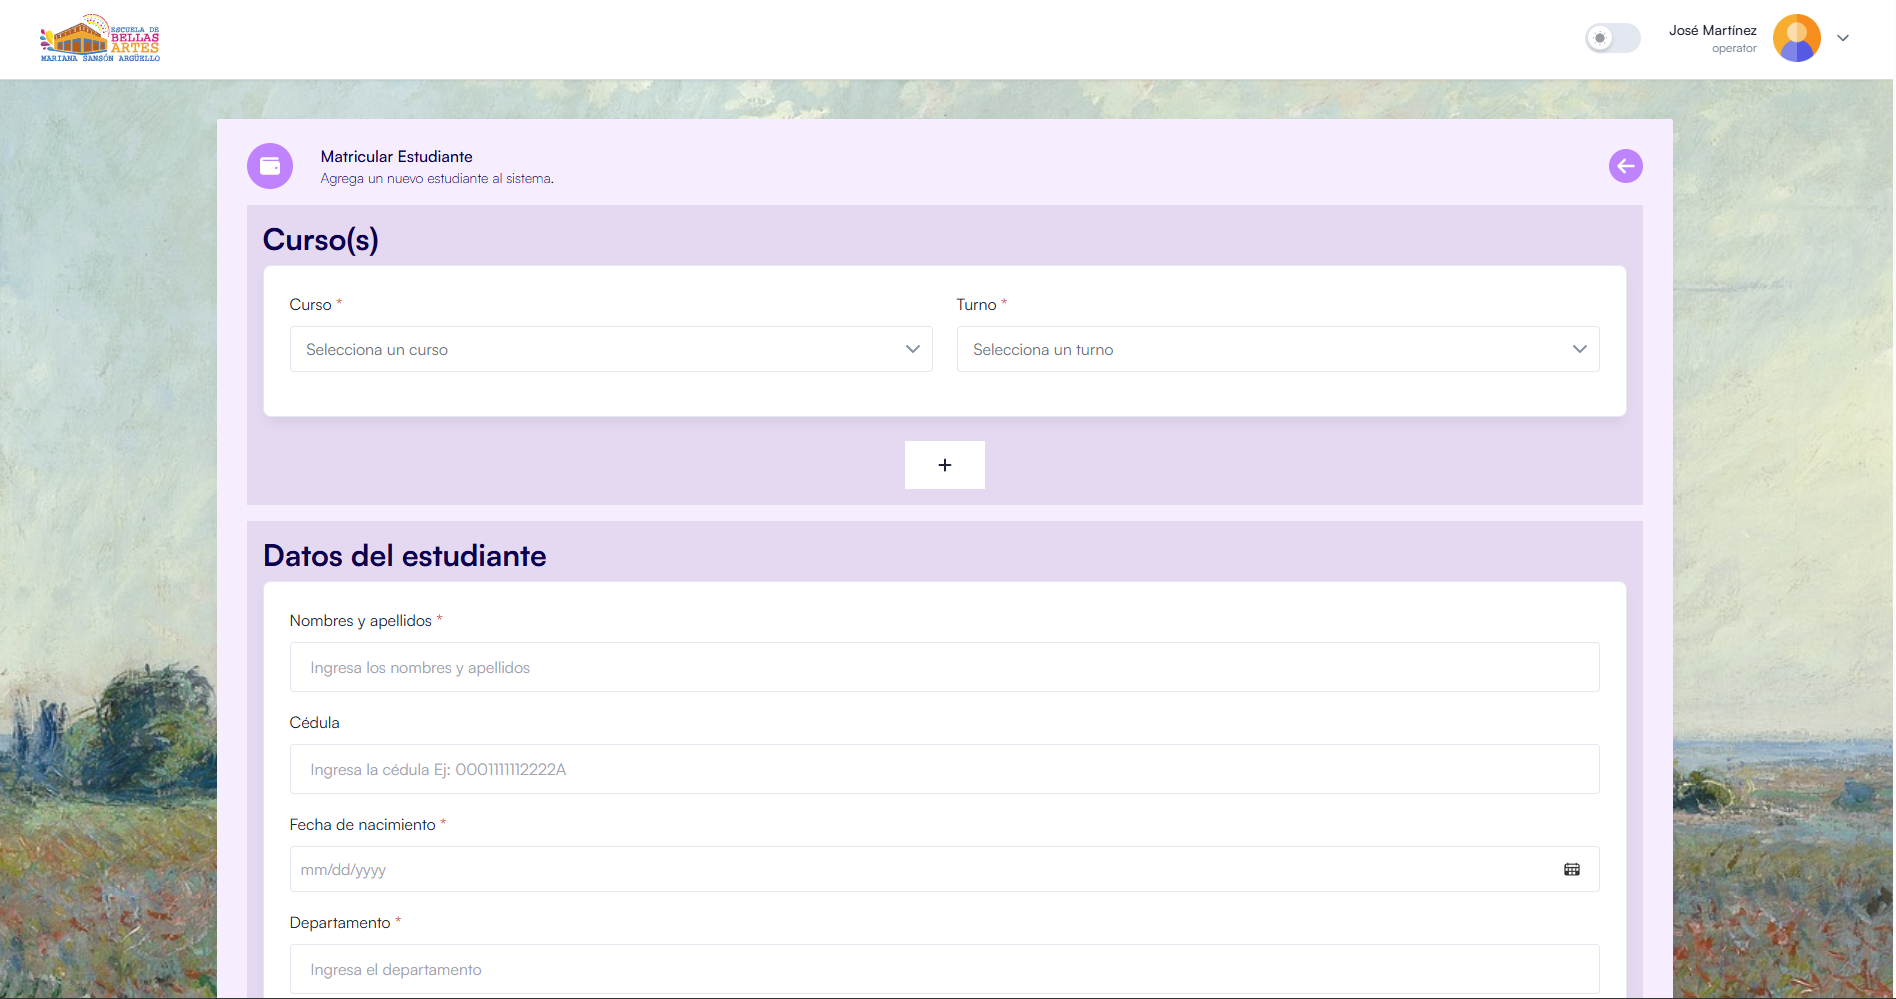 ESCUELA DE
BELLAS
ARTES
MARIANA SANSÓN ARGÜELLO
José Martínez
operator
Matricular Estudiante
Agrega un nuevo estudiante al sistema.
Curso(s)
Curso *
Turno *
Selecciona un curso
Selecciona un turno
+
Datos del estudiante
Nombres y apellidos *
Ingresa los nombres y apellidos
Cédula
Ingresa la cédula Ej: 0001111112222A
Fecha de nacimiento *
mm/dd/yyyy
Departamento *
Ingresa el departamento